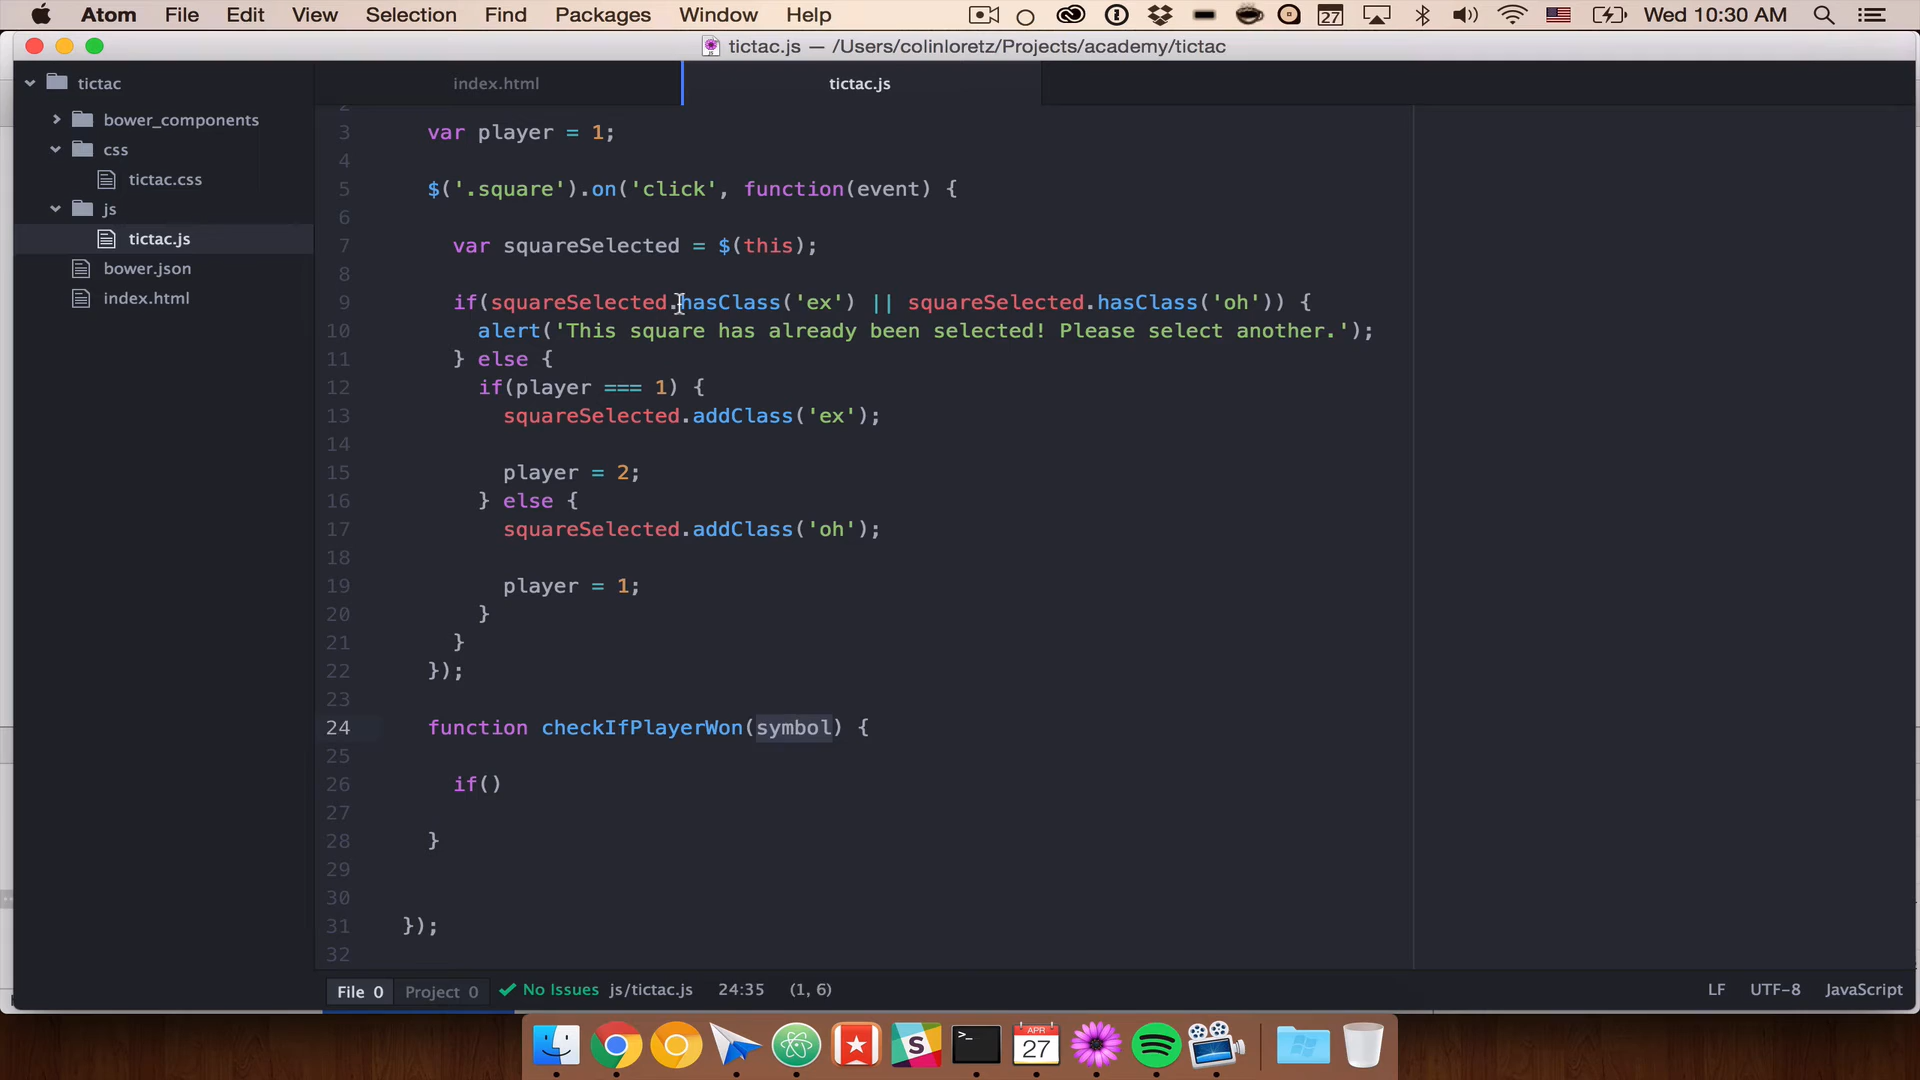 Atom File Edit View Selection Find Packages Window Help 27 Wed 10:30 AM
tictac.js — /Users/colinloretz/Projects/academy/tictac
tictac
bower_components
css
tictac.css
js
tictac.js
bower.json
index.html
index.html tictac.js
2
3 var player = 1;
4
5 $('.square').on('click', function(event) {
6
7 var squareSelected = $(this);
8
9 if(squareSelected.hasClass('ex') || squareSelected.hasClass('oh')) {
10 alert('This square has already been selected! Please select another.');
11 } else {
12 if(player === 1) {
13 squareSelected.addClass('ex');
14
15 player = 2;
16 } else {
17 squareSelected.addClass('oh');
18
19 player = 1;
20 }
21 }
22 });
23
24 function checkIfPlayerWon(symbol) {
25
26 if()
27
28 }
29
30
31 });
32
File 0 Project 0 No Issues js/tictac.js 24:35 (1, 6) LF UTF-8 JavaScript
S >_ APR
27